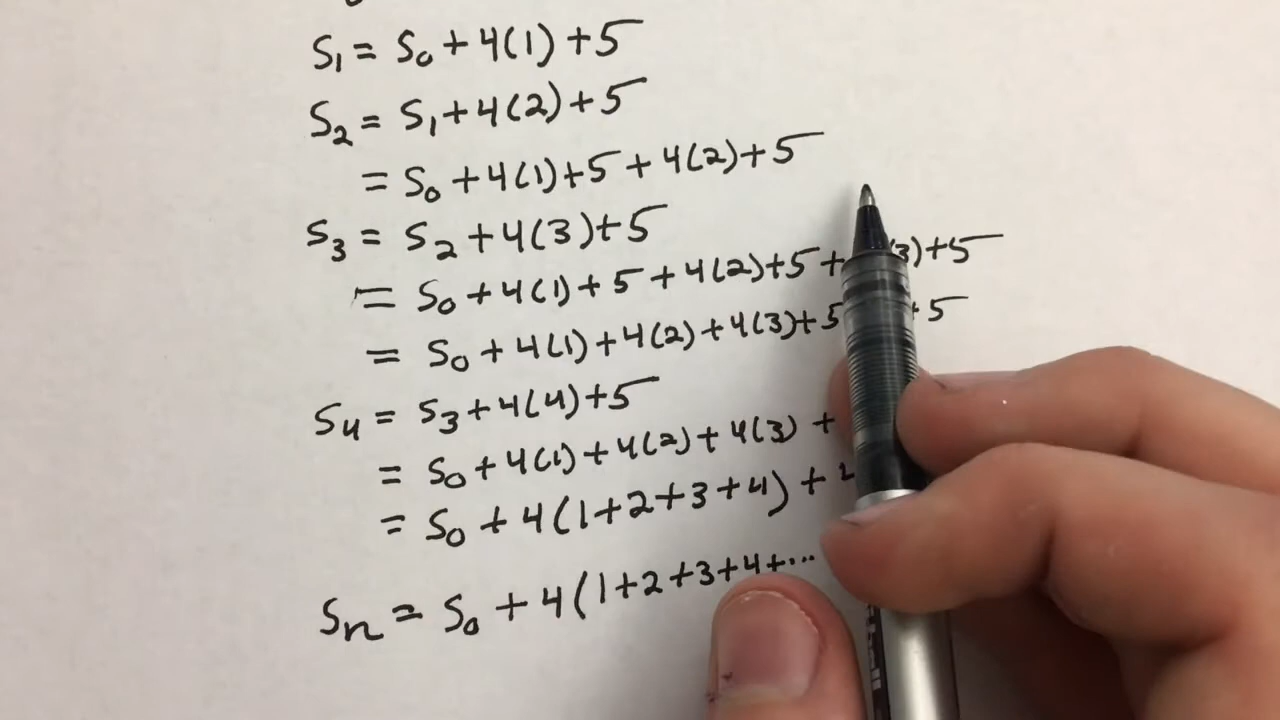 S₁ = S₀ + 4(1) + 5
S₂ = S₁ + 4(2) + 5
= S₀ + 4(1) + 5 + 4(2) + 5
S₃ = S₂ + 4(3) + 5
= S₀ + 4(1) + 5 + 4(2) + 5 + (3) + 5
= S₀ + 4(1) + 4(2) + 4(3) + 5 + 5
S₄ = S₃ + 4(4) + 5
= S₀ + 4(1) + 4(2) + 4(3) +
= S₀ + 4(1+2+3+4) +
Sₙ = S₀ + 4(1+2+3+4+...